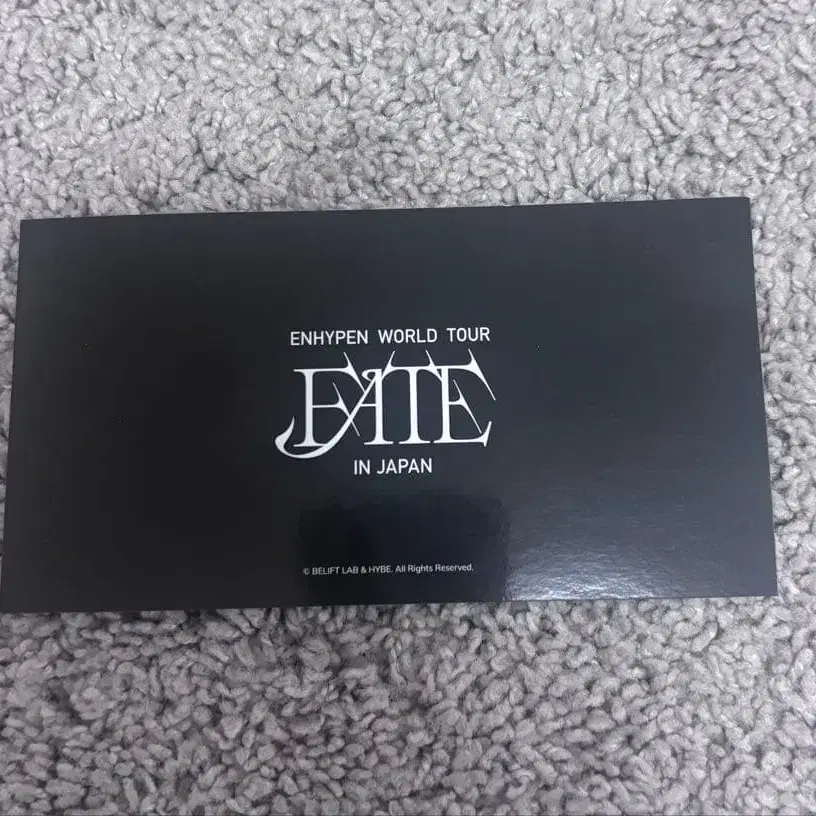 ENHYPEN WORLD TOUR
FATE
IN JAPAN
© BELIFT LAB & HYBE. All Rights Reserved.